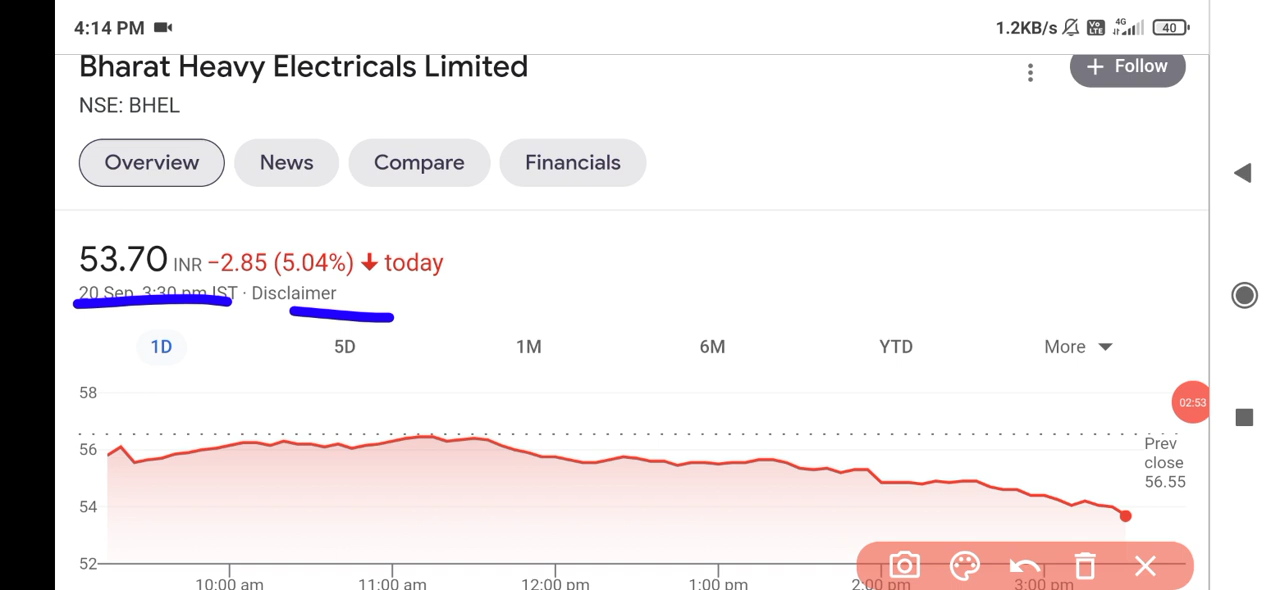 4:14 PM
1.2KB/s Vo LTE 4G 40
Bharat Heavy Electricals Limited
+ Follow
NSE: BHEL
Overview News Compare Financials
53.70 INR −2.85 (5.04%) today
20 Sep, 3:30 pm IST · Disclaimer
1D 5D 1M 6M YTD More
58
02:53
56
Prev
close
56.55
54
52
10:00 am 11:00 am 12:00 pm 1:00 pm 2:00 pm 3:00 pm